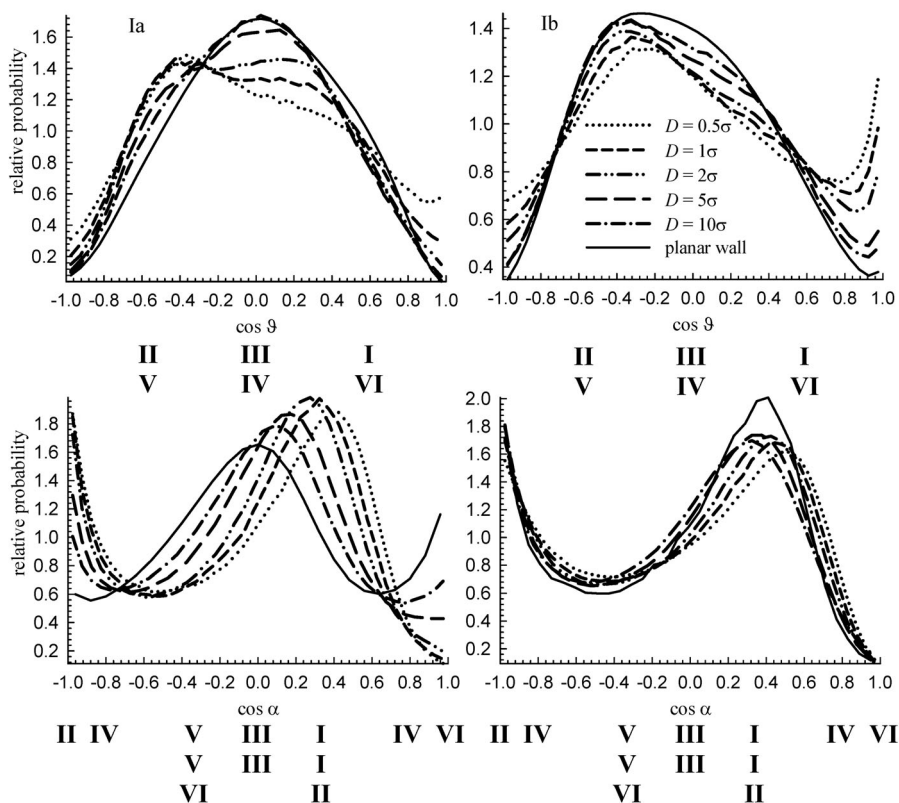 Ia
relative probability
1.6
1.4
1.2
1.0
0.8
0.6
0.4
0.2
-1.0 -0.8 -0.6 -0.4 -0.2 0.0 0.2 0.4 0.6 0.8 1.0
cos ϑ
Ib
relative probability
1.4
1.2
1.0
0.8
0.6
0.4
D = 0.5σ
D = 1σ
D = 2σ
D = 5σ
D = 10σ
planar wall
-1.0 -0.8 -0.6 -0.4 -0.2 0.0 0.2 0.4 0.6 0.8 1.0
cos ϑ
II III I
V IV VI
II III I
V IV VI
relative probability
1.8
1.6
1.4
1.2
1.0
0.8
0.6
0.4
0.2
-1.0 -0.8 -0.6 -0.4 -0.2 0.0 0.2 0.4 0.6 0.8 1.0
cos α
relative probability
2.0
1.8
1.6
1.4
1.2
1.0
0.8
0.6
0.4
0.2
-1.0 -0.8 -0.6 -0.4 -0.2 0.0 0.2 0.4 0.6 0.8 1.0
cos α
II IV V III I IV VI
V III I
VI II
II IV V III I IV VI
V III I
VI II